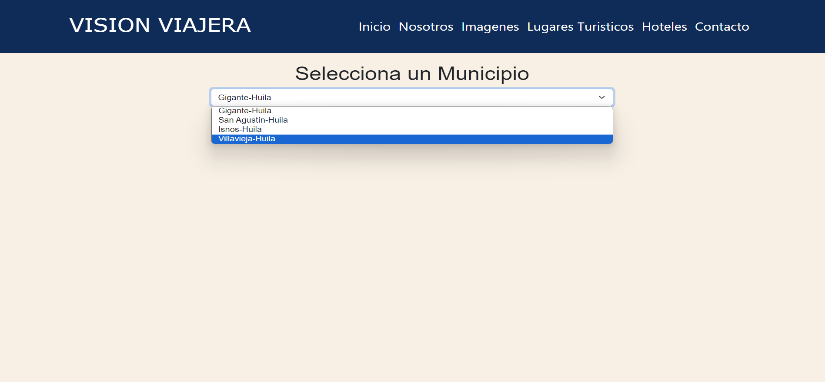 VISION VIAJERA
Inicio Nosotros Imagenes Lugares Turisticos Hoteles Contacto
Selecciona un Municipio
Gigante-Huila
Gigante-Huila
San Agustin-Huila
Isnos-Huila
Villavieja-Huila